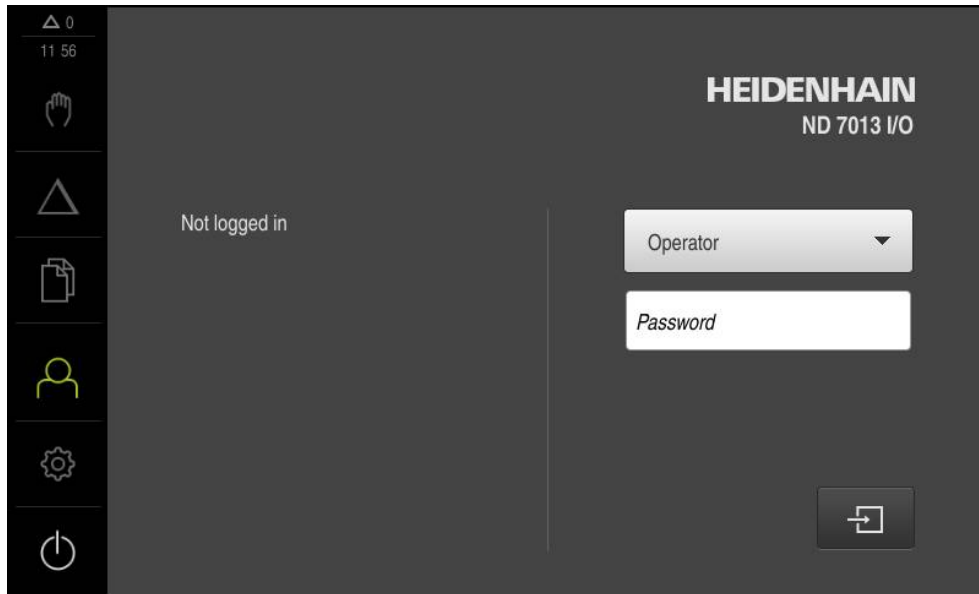 0
11 56
HEIDENHAIN
ND 7013 I/O
Not logged in
Operator
Password